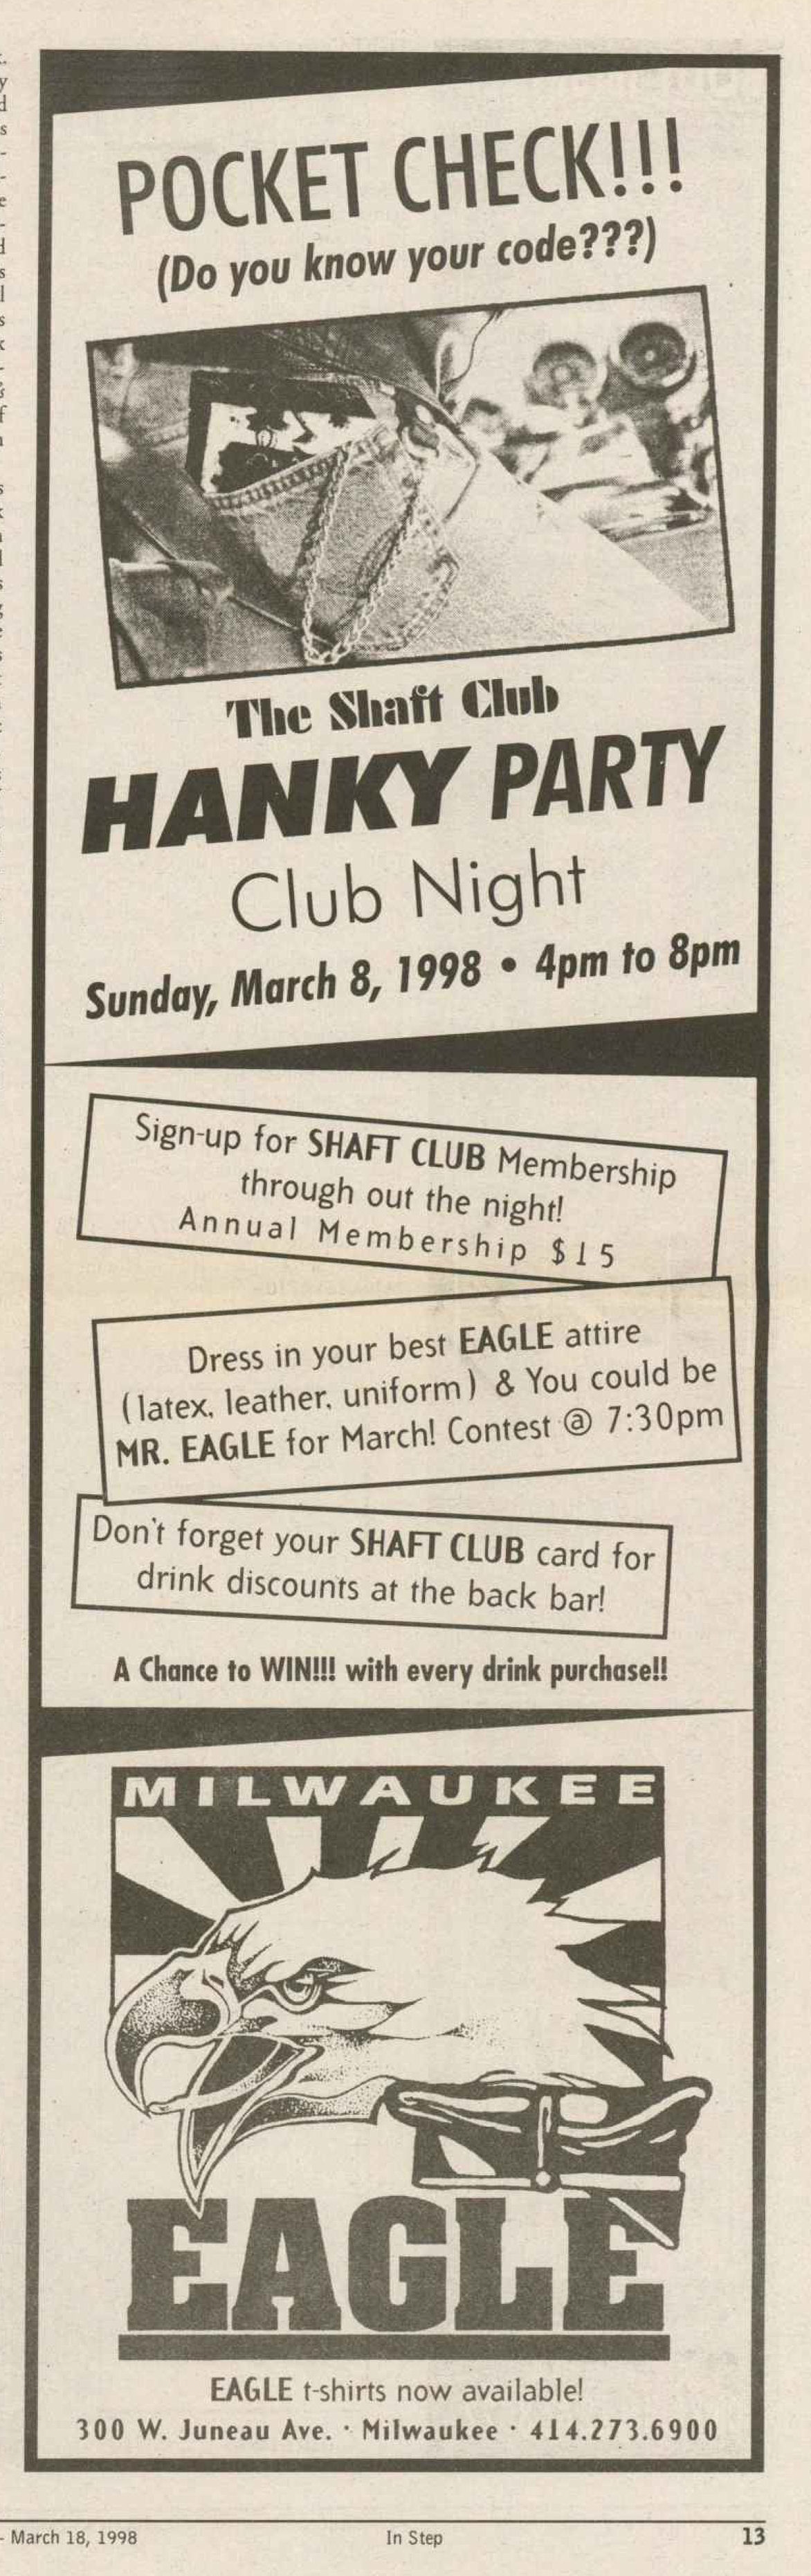 POCKET CHECK!!!
(Do you know your code???)
The Shaft Club
HANKY PARTY
Club Night
Sunday, March 8, 1998 • 4pm to 8pm
Sign-up for SHAFT CLUB Membership
through out the night!
Annual Membership $15
Dress in your best EAGLE attire
(latex, leather, uniform) & You could be
MR. EAGLE for March! Contest @ 7:30pm
Don't forget your SHAFT CLUB card for
drink discounts at the back bar!
A Chance to WIN!!! with every drink purchase!!
MILWAUKEE
EAGLE
EAGLE t-shirts now available!
300 W. Juneau Ave. · Milwaukee · 414.273.6900
- March 18, 1998 In Step 13